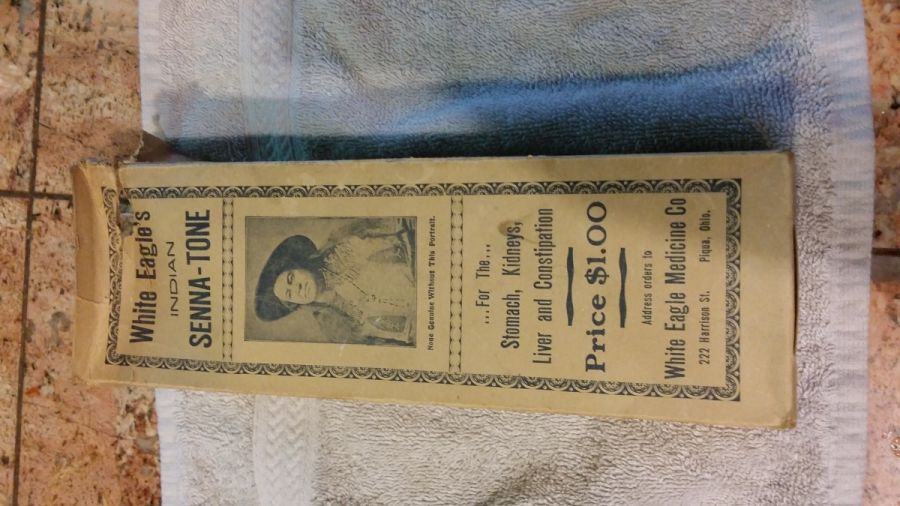 White Eagle's
INDIAN
SENNA-TONE
None Genuine Without This Portrait.
...For The...
Stomach, Kidneys,
Liver and Constipation
Price $1.00
Address orders to
White Eagle Medicine Co
222 Harrison St. Piqua, Ohio.